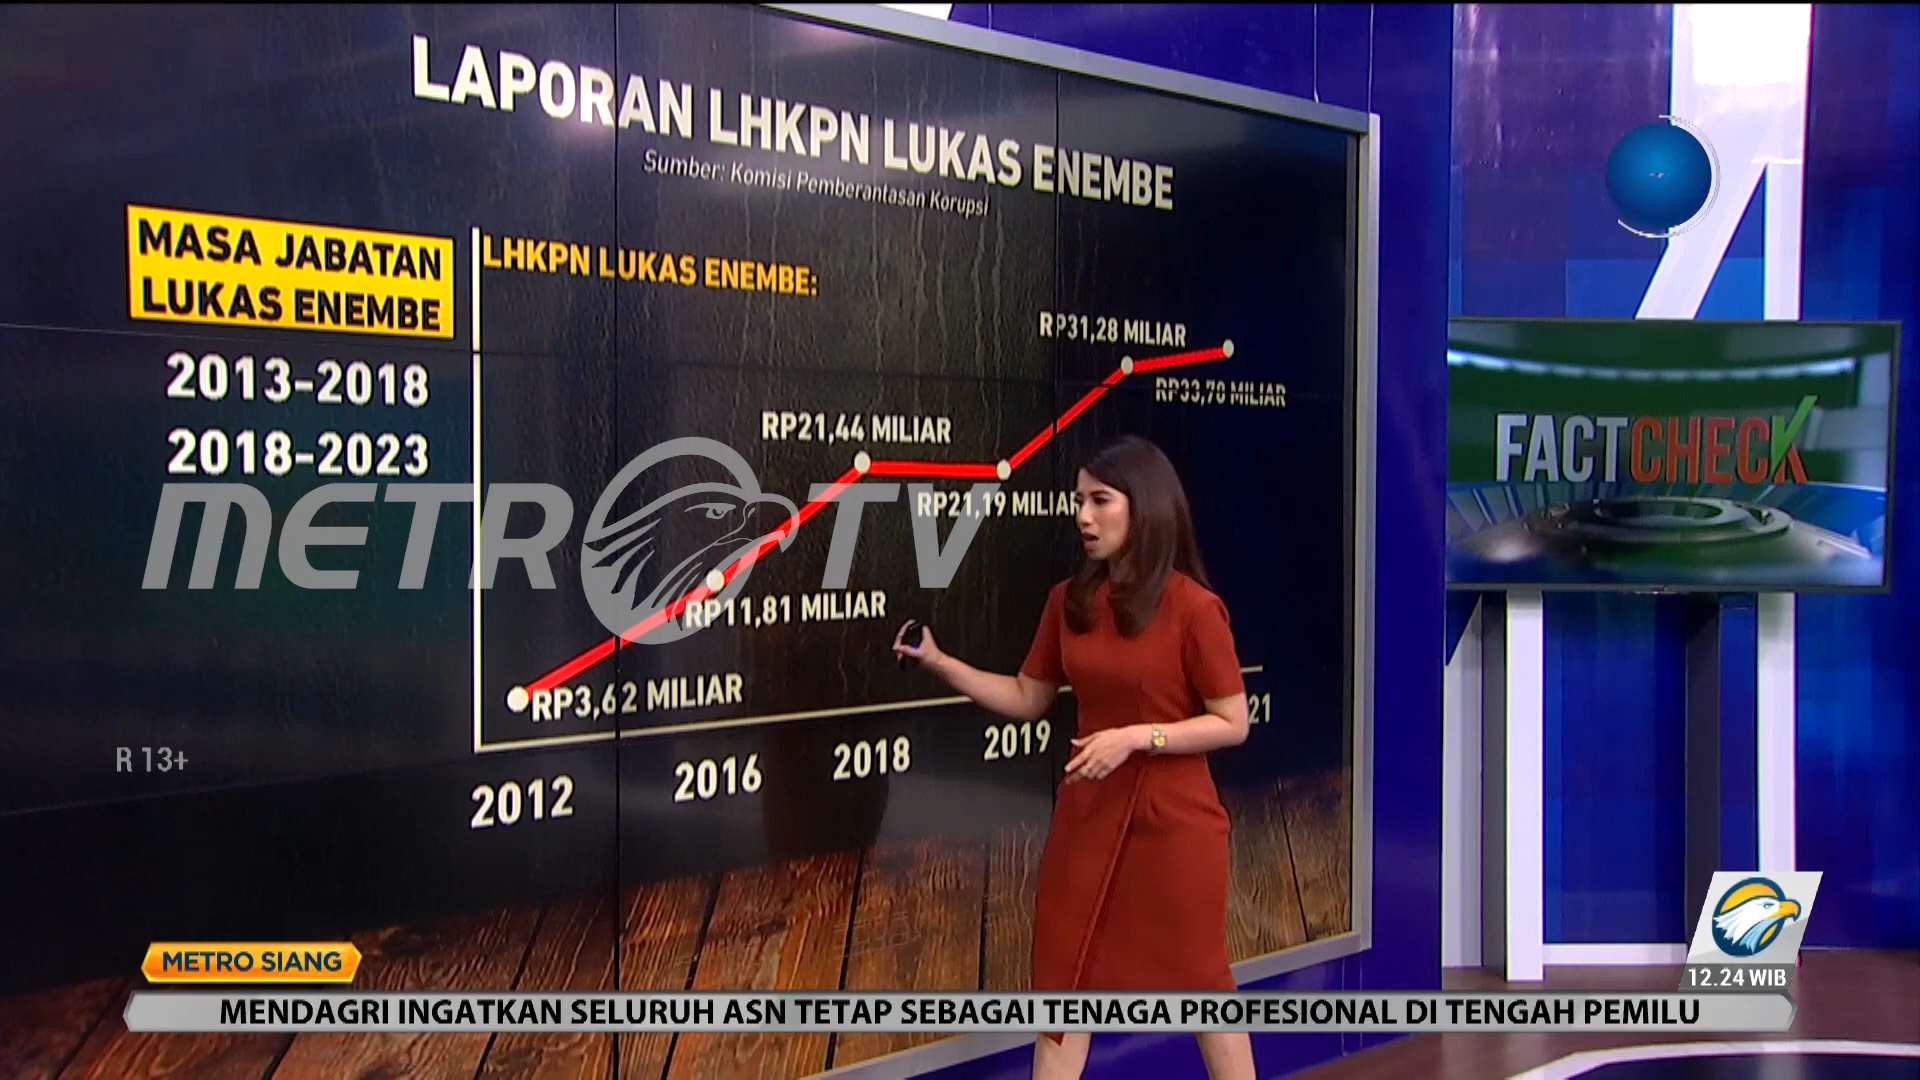 LAPORAN LHKPN LUKAS ENEMBE
Sumber: Komisi Pemberantasan Korupsi
MASA JABATAN
LUKAS ENEMBE
2013-2018
2018-2023
LHKPN LUKAS ENEMBE:
RP31,28 MILIAR
RP33,78 MILIAR
RP21,44 MILIAR
RP21,19 MILIAR
RP11,81 MILIAR
RP3,62 MILIAR
2012
2016
2018
2019
21
METRO TV
FACTCHECK
R 13+
METRO SIANG
12.24 WIB
MENDAGRI INGATKAN SELURUH ASN TETAP SEBAGAI TENAGA PROFESIONAL DI TENGAH PEMILU